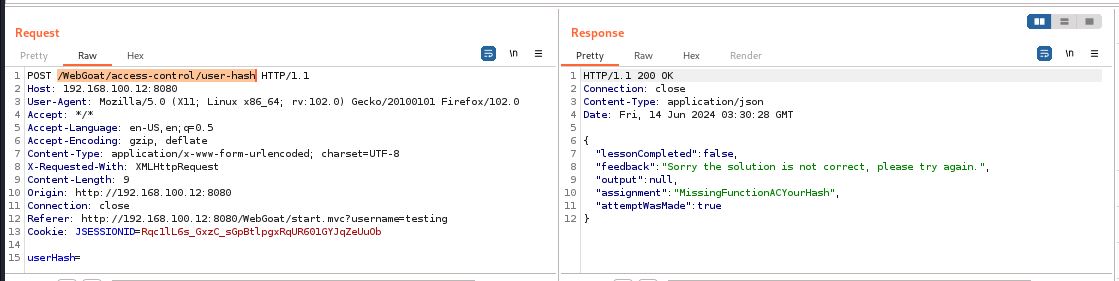 Request
Response
Pretty Raw Hex
\n
Pretty Raw Hex Render
\n
1 POST /WebGoat/access-control/user-hash HTTP/1.1
2 Host: 192.168.100.12:8080
3 User-Agent: Mozilla/5.0 (X11; Linux x86_64; rv:102.0) Gecko/20100101 Firefox/102.0
4 Accept: */*
5 Accept-Language: en-US,en;q=0.5
6 Accept-Encoding: gzip, deflate
7 Content-Type: application/x-www-form-urlencoded; charset=UTF-8
8 X-Requested-With: XMLHttpRequest
9 Content-Length: 9
10 Origin: http://192.168.100.12:8080
11 Connection: close
12 Referer: http://192.168.100.12:8080/WebGoat/start.mvc?username=testing
13 Cookie: JSESSIONID=Rqc1lL6s_GxzC_sGpBtlpgxRqUR601GYJqZeUuOb
14
15 userHash=
1 HTTP/1.1 200 OK
2 Connection: close
3 Content-Type: application/json
4 Date: Fri, 14 Jun 2024 03:30:28 GMT
5
6 {
7 "lessonCompleted":false,
8 "feedback":"Sorry the solution is not correct, please try again.",
9 "output":null,
10 "assignment":"MissingFunctionACYourHash",
11 "attemptWasMade":true
12 }